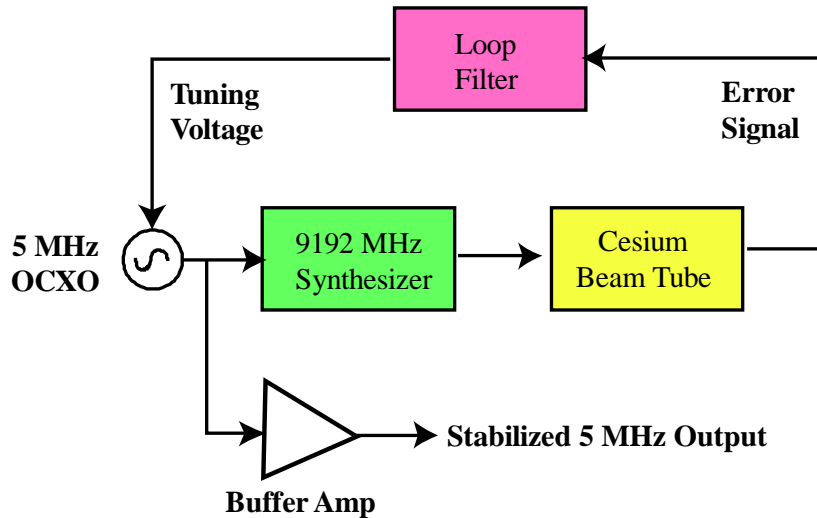 Loop
Filter
Tuning
Voltage
Error
Signal
5 MHz
OCXO
9192 MHz
Synthesizer
Cesium
Beam Tube
Stabilized 5 MHz Output
Buffer Amp